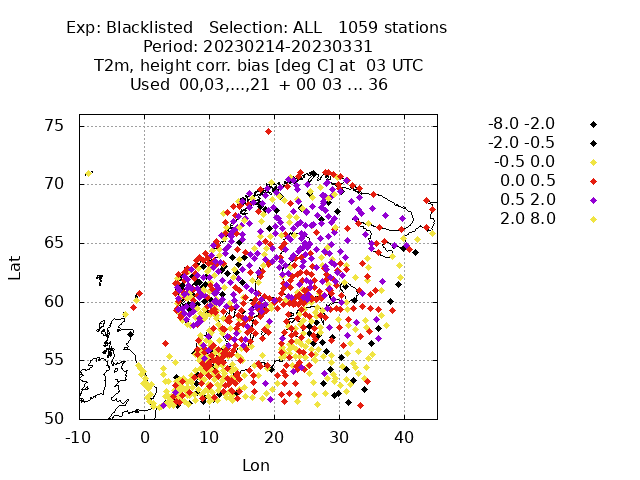 Exp: Blacklisted   Selection: ALL   1059 stations
Period: 20230214-20230331
T2m, height corr. bias [deg C] at  03 UTC
Used  00,03,...,21  + 00 03 ... 36
75
70
65
60
55
50
Lat
-10 0 10 20 30 40
Lon
-8.0 -2.0
-2.0 -0.5
-0.5 0.0
0.0 0.5
0.5 2.0
2.0 8.0